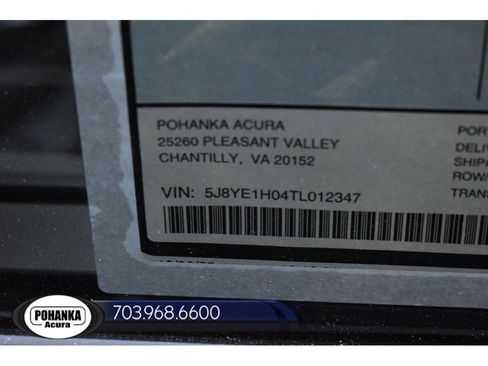 POHANKA ACURA
25260 PLEASANT VALLEY
CHANTILLY, VA 20152
VIN: 5J8YE1H04TL012347
POR
DELIV
SHIP
ROW/
TRANS
POHANKA
Acura
703.968.6600